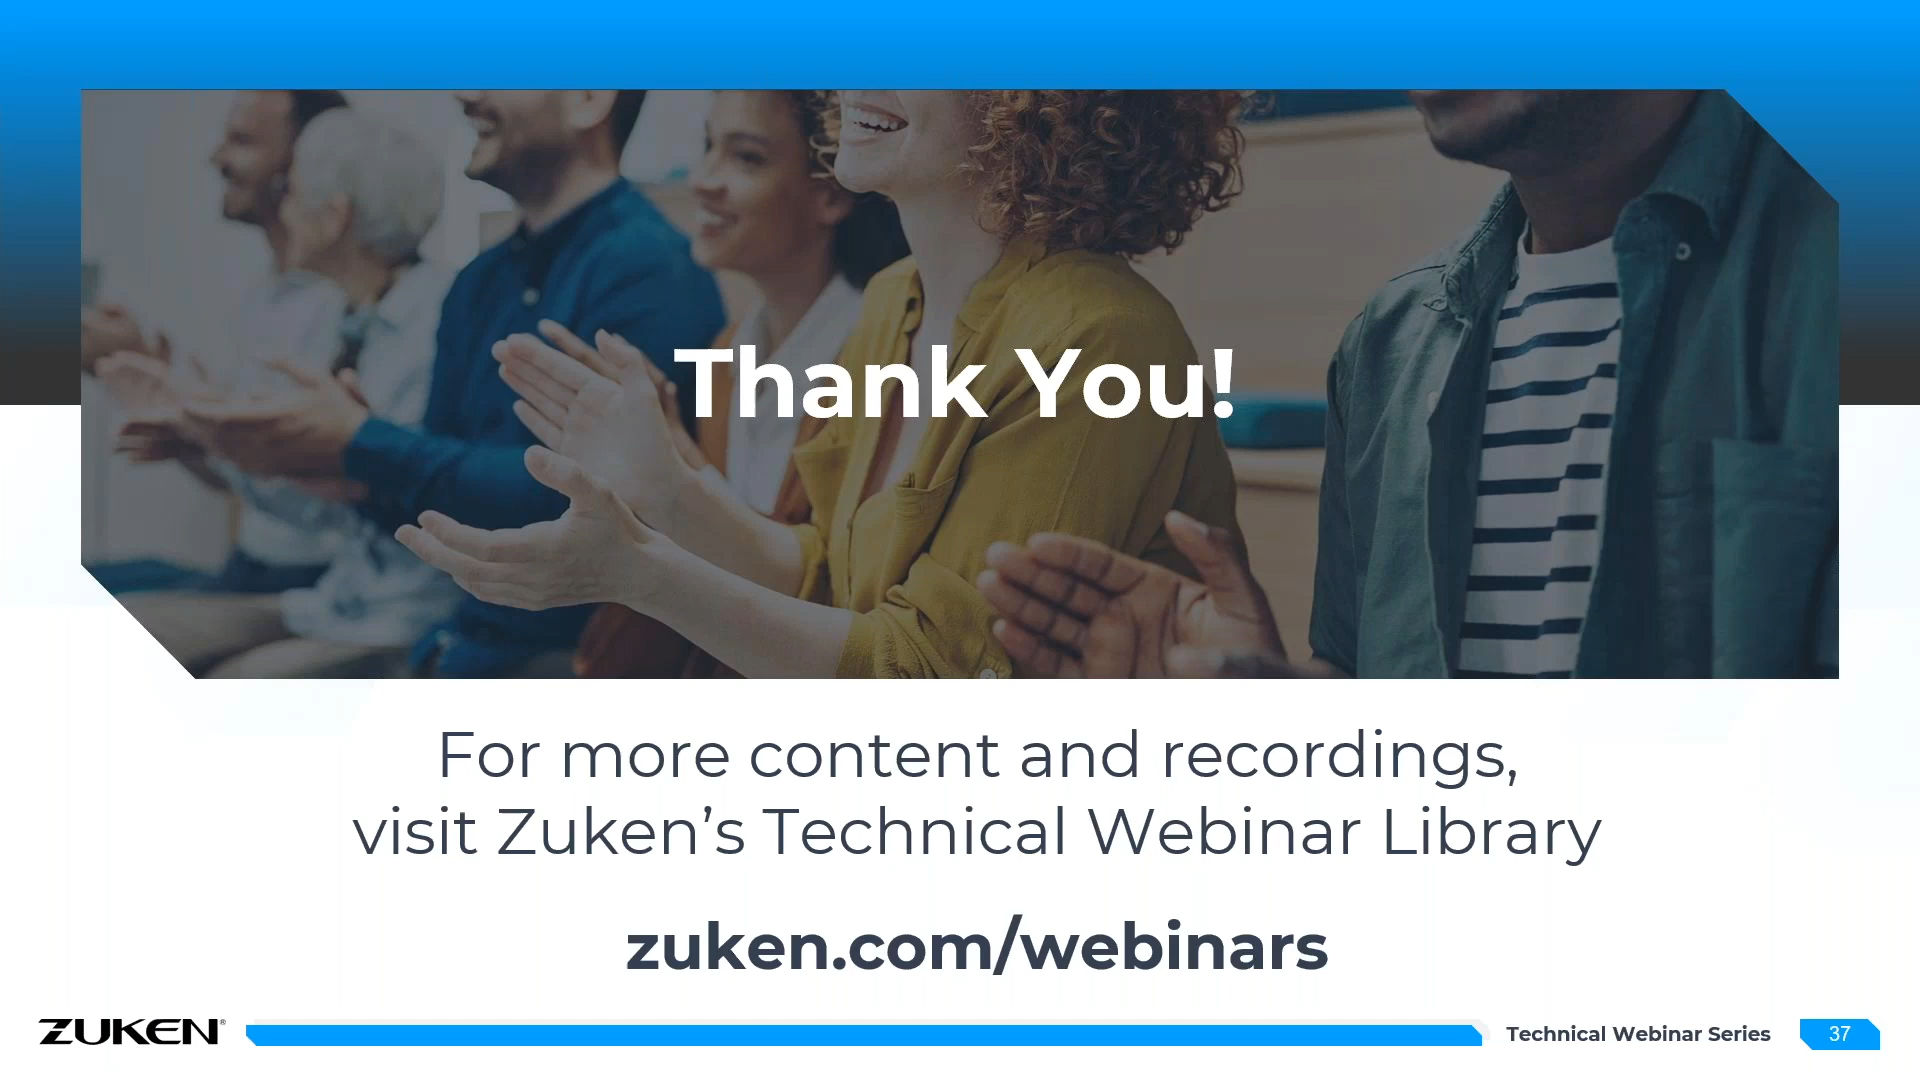 Thank You!
For more content and recordings,
visit Zuken’s Technical Webinar Library
zuken.com/webinars
ZUKEN®
Technical Webinar Series
37